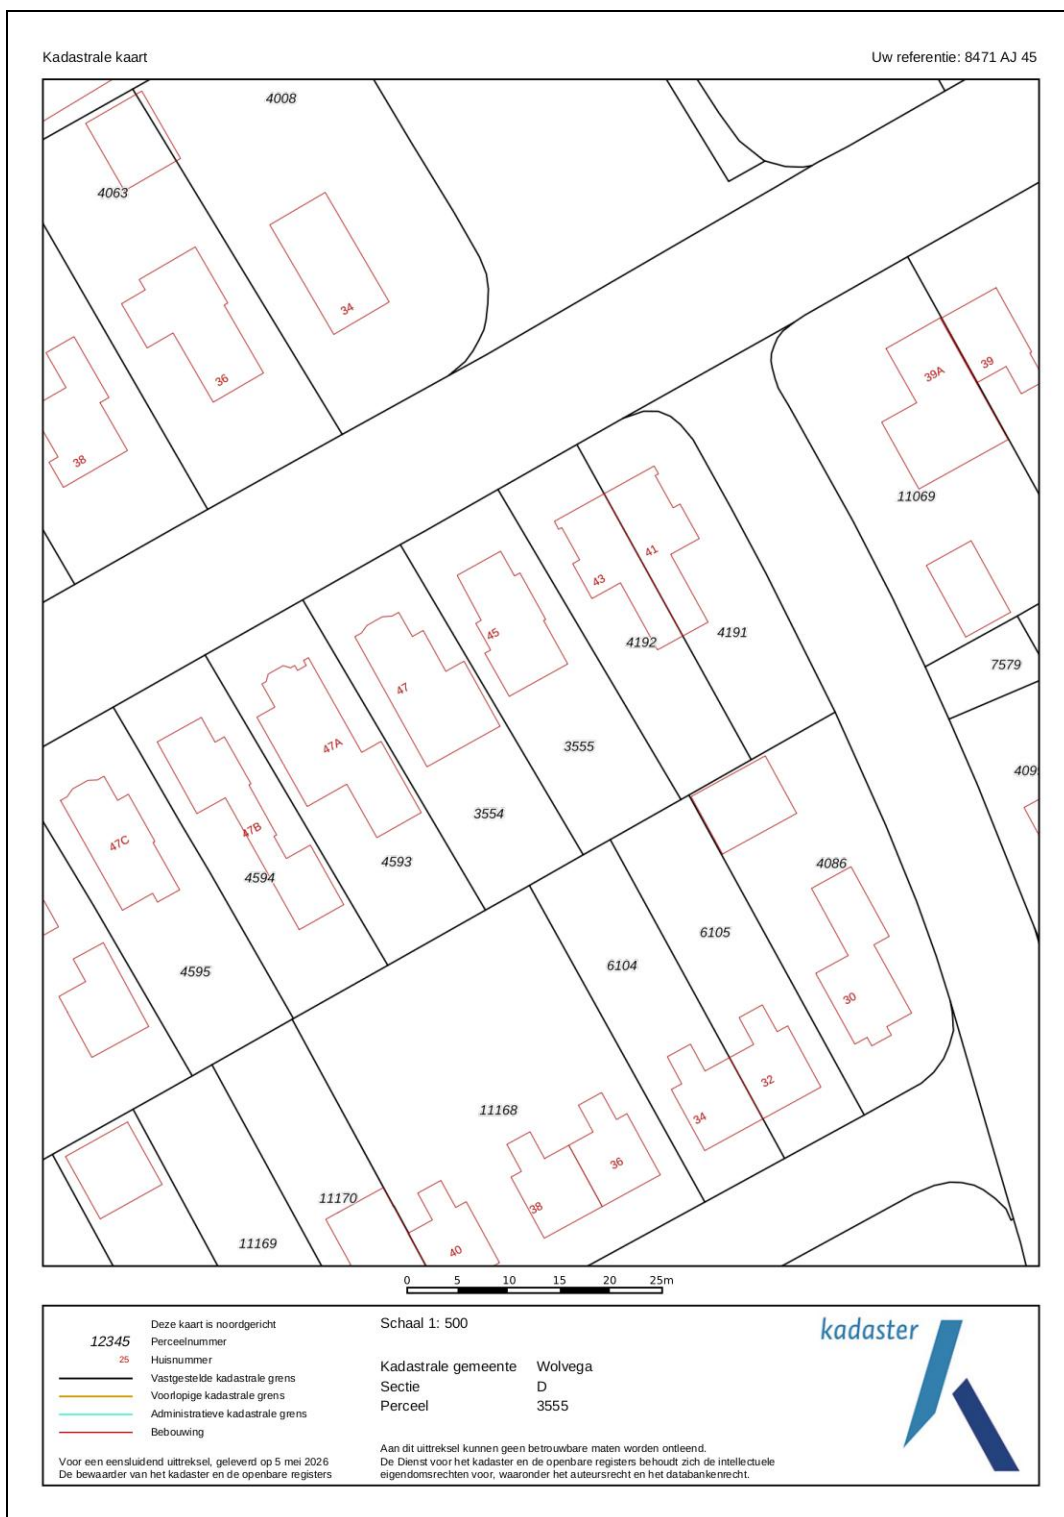 Kadastrale kaart
Uw referentie: 8471 AJ 45
4008
4063
34
36
38
39
39A
11069
41
43
4192
4191
45
7579
47
3555
47A
3554
47C
47B
4593
4594
4086
6105
4595
6104
30
32
34
11168
36
38
11170
40
11169
0 5 10 15 20 25m
Deze kaart is noordgericht
12345 Perceelnummer
25 Huisnummer
Vastgestelde kadastrale grens
Voorlopige kadastrale grens
Administratieve kadastrale grens
Bebouwing
Voor een eensluidend uittreksel, geleverd op 5 mei 2026
De bewaarder van het kadaster en de openbare registers
Schaal 1: 500
Kadastrale gemeente Wolvega
Sectie D
Perceel 3555
Aan dit uittreksel kunnen geen betrouwbare maten worden ontleend.
De Dienst voor het kadaster en de openbare registers behoudt zich de intellectuele
eigendomsrechten voor, waaronder het auteursrecht en het databankenrecht.
kadaster